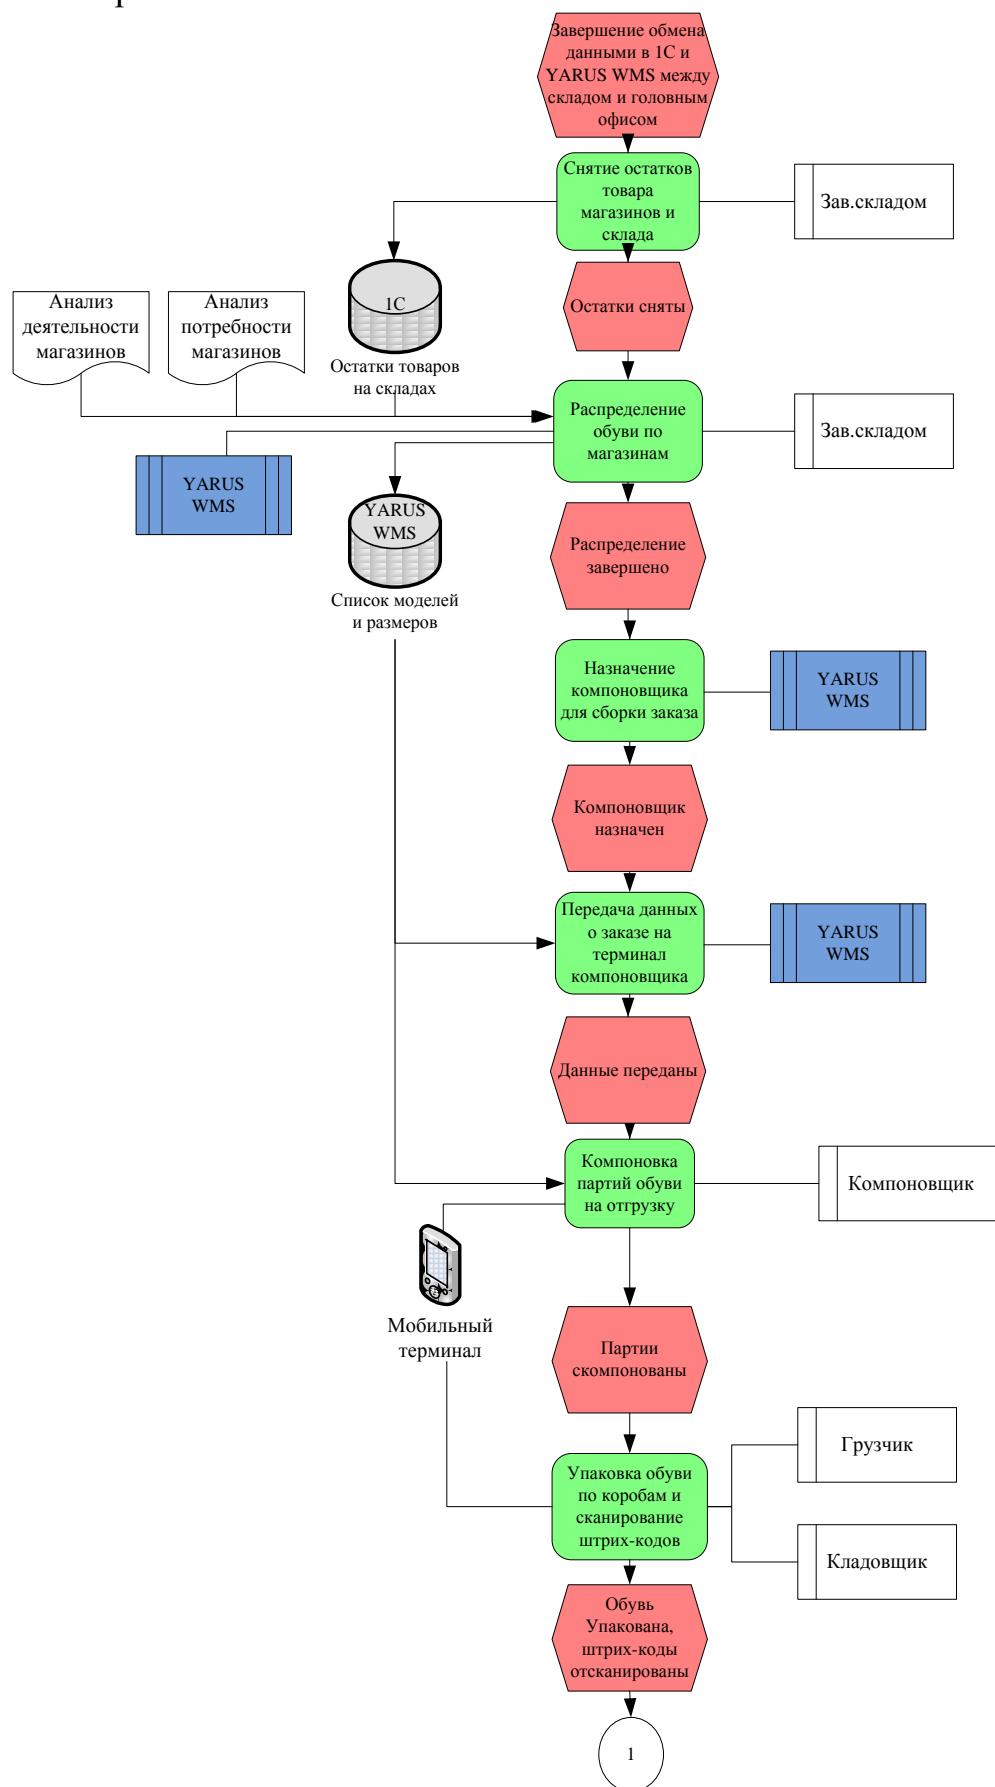 Завершение обмена
данными в 1С и
YARUS WMS между
складом и головным
офисом
Снятие остатков
товара
магазинов и
склада
Зав.складом
1С
Остатки товаров
на складах
Остатки сняты
Анализ
деятельности
магазинов
Анализ
потребности
магазинов
Распределение
обуви по
магазинам
Зав.складом
YARUS
WMS
YARUS
WMS
Список моделей
и размеров
Распределение
завершено
Назначение
компоновщика
для сборки заказа
YARUS
WMS
Компоновщик
назначен
Передача данных
о заказе на
терминал
компоновщика
YARUS
WMS
Данные переданы
Компоновка
партий обуви
на отгрузку
Компоновщик
Мобильный
терминал
Партии
скомпонованы
Упаковка обуви
по коробам и
сканирование
штрих-кодов
Грузчик
Кладовщик
Обувь
Упакована,
штрих-коды
отсканированы
1